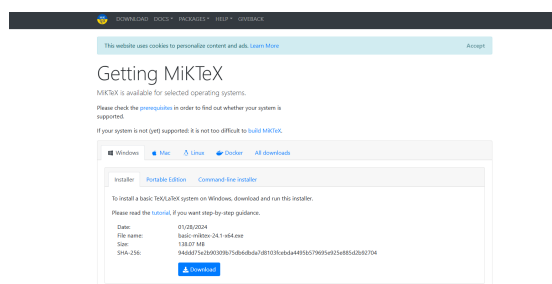 DOWNLOAD DOCS PACKAGES HELP GIVEBACK
This website uses cookies to personalize content and ads. Learn More Accept
Getting MiKTeX
MiKTeX is available for selected operating systems.
Please check the prerequisites in order to find out whether your system is
supported.
If your system is not (yet) supported: it is not too difficult to build MiKTeX.
Windows Mac Linux Docker All downloads
Installer Portable Edition Command-line installer
To install a basic TeX/LaTeX system on Windows, download and run this installer.
Please read the tutorial, if you want step-by-step guidance.
Date: 01/28/2024
File name: basic-miktex-24.1-x64.exe
Size: 138.07 MB
SHA-256:
Download